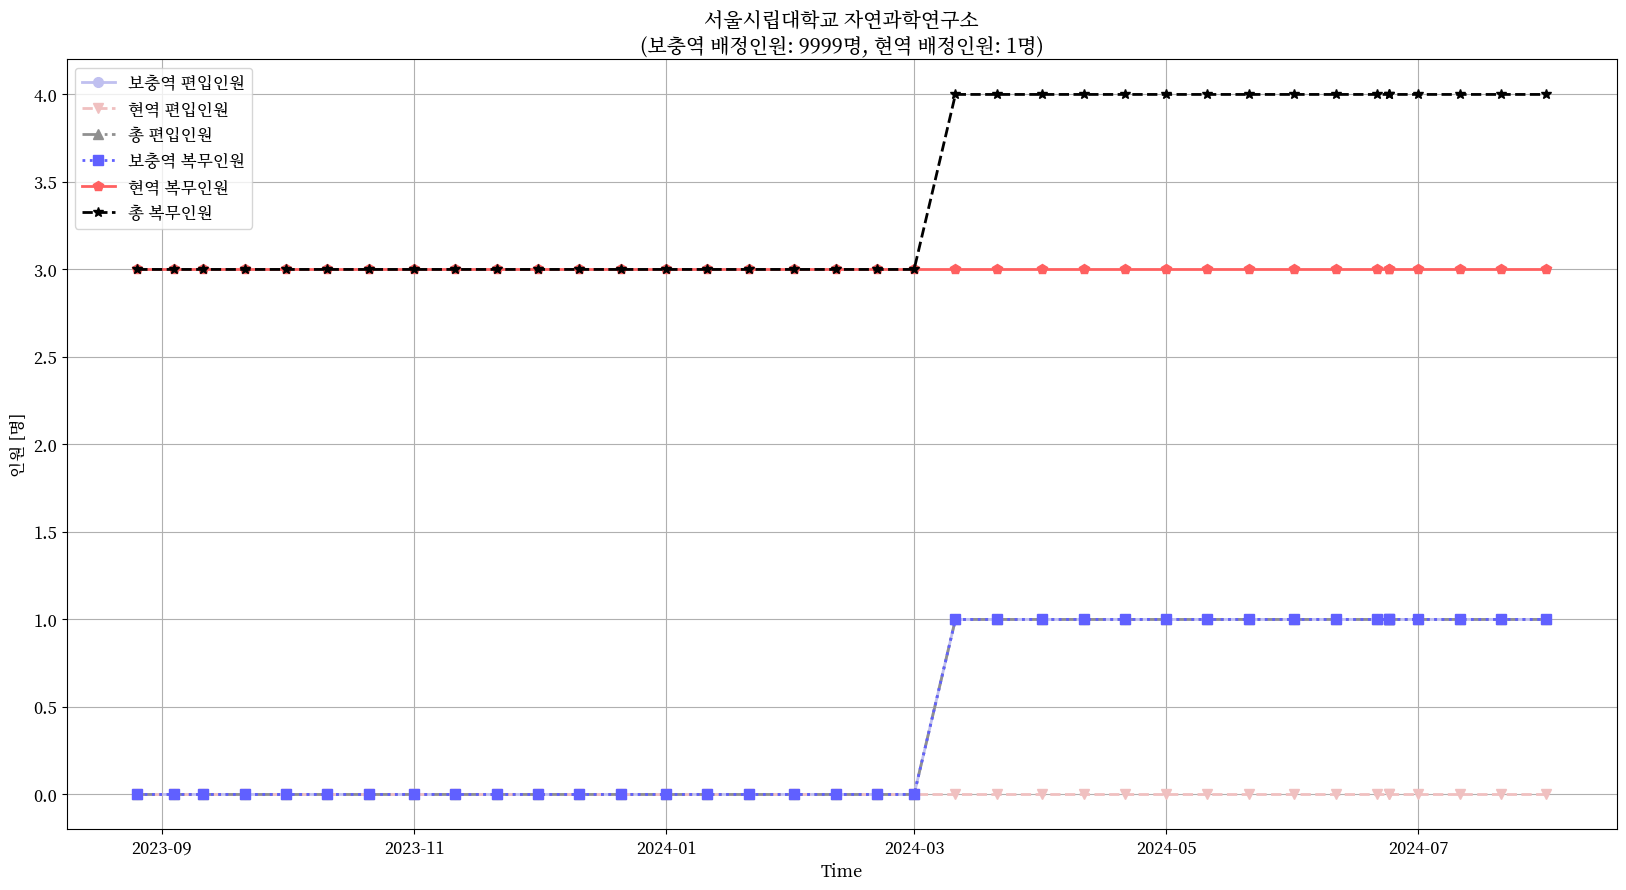 서울시립대학교 자연과학연구소
(보충역 배정인원: 9999명, 현역 배정인원: 1명)
보충역 편입인원
현역 편입인원
총 편입인원
보충역 복무인원
현역 복무인원
총 복무인원
4.0
3.5
3.0
2.5
2.0
1.5
1.0
0.5
0.0
인원 [명]
2023-09
2023-11
2024-01
2024-03
2024-05
2024-07
Time